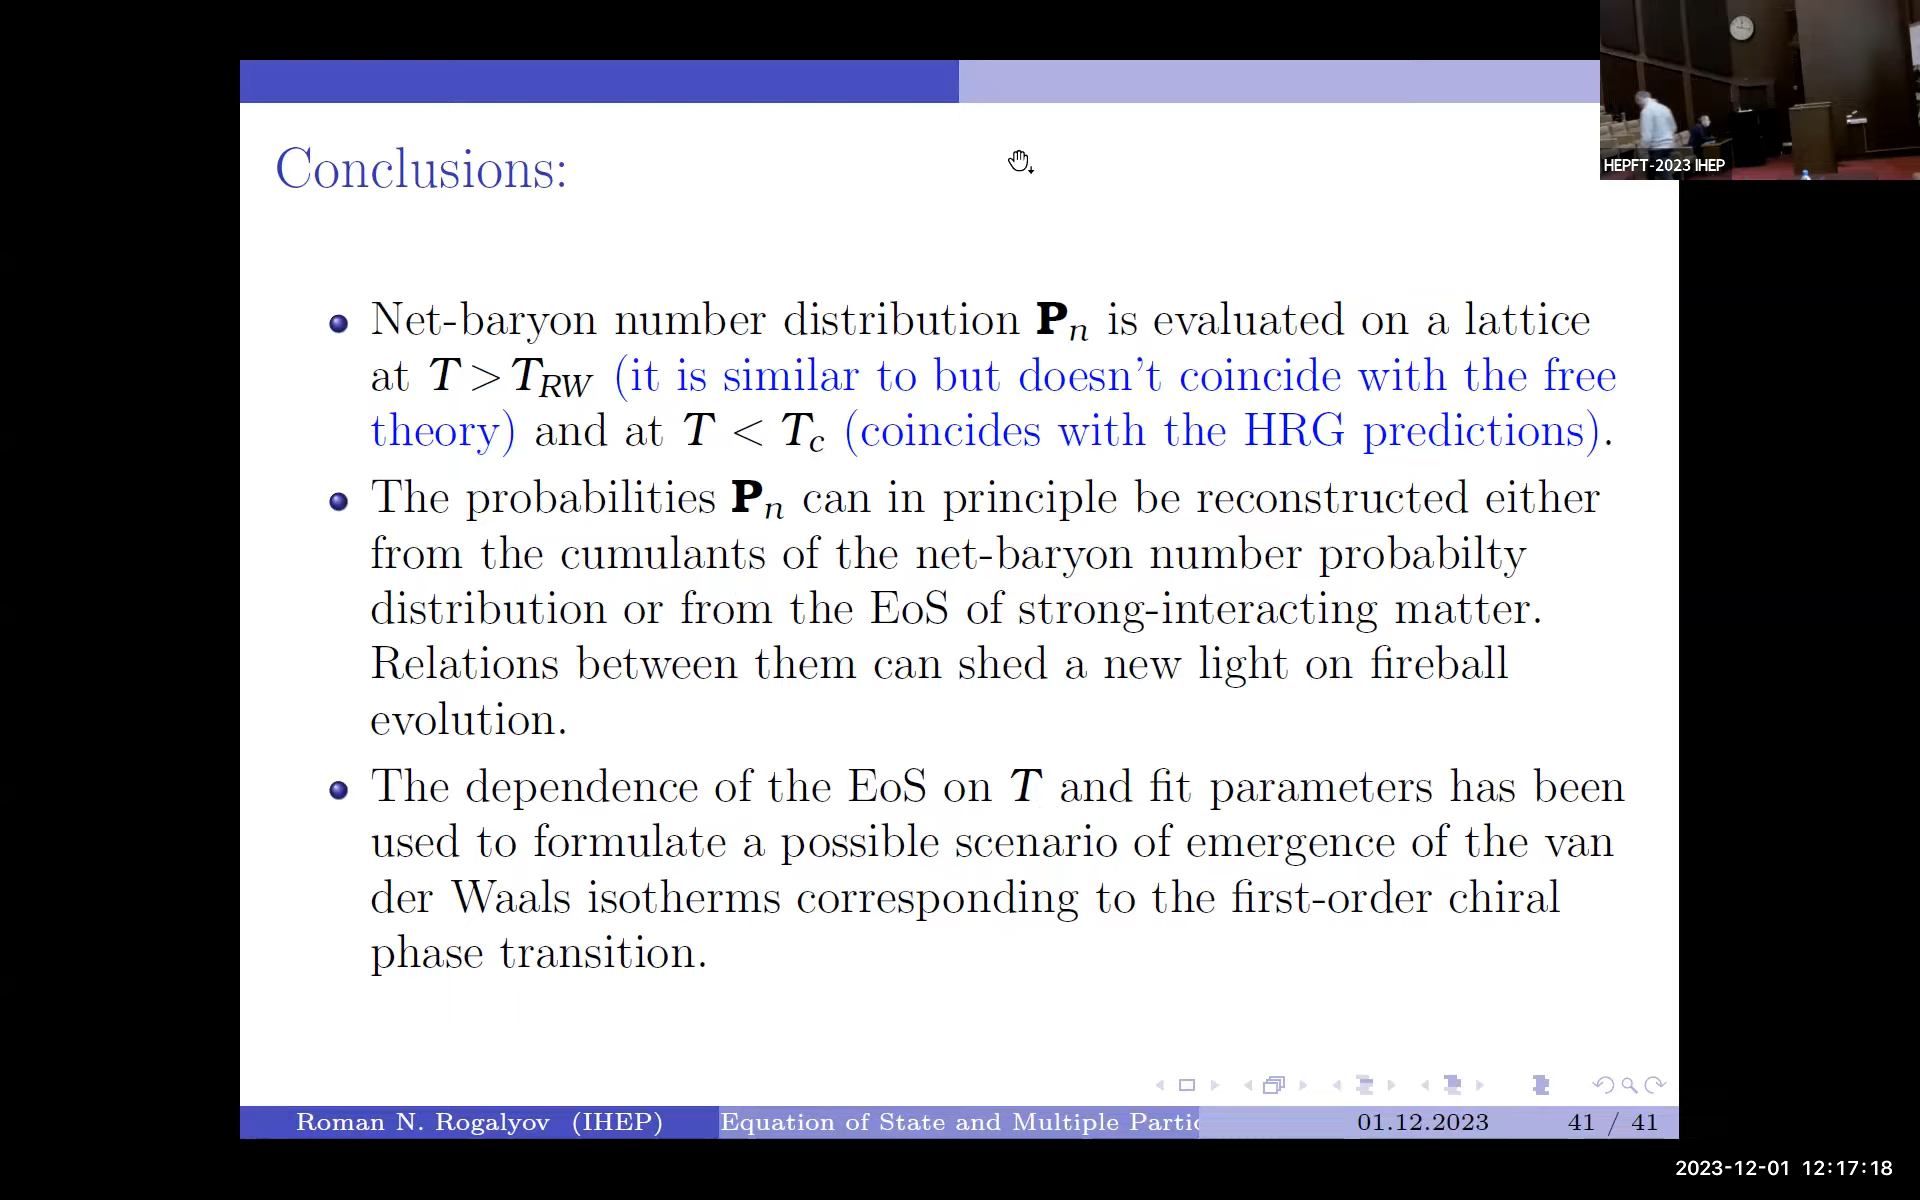 HEPFT-2023 IHEP
Conclusions:
Net-baryon number distribution P_n is evaluated on a lattice
at T > T_RW (it is similar to but doesn't coincide with the free
theory) and at T < T_c (coincides with the HRG predictions).
The probabilities P_n can in principle be reconstructed either
from the cumulants of the net-baryon number probabilty
distribution or from the EoS of strong-interacting matter.
Relations between them can shed a new light on fireball
evolution.
The dependence of the EoS on T and fit parameters has been
used to formulate a possible scenario of emergence of the van
der Waals isotherms corresponding to the first-order chiral
phase transition.
Roman N. Rogalyov (IHEP) Equation of State and Multiple Partic 01.12.2023 41 / 41
2023-12-01 12:17:18